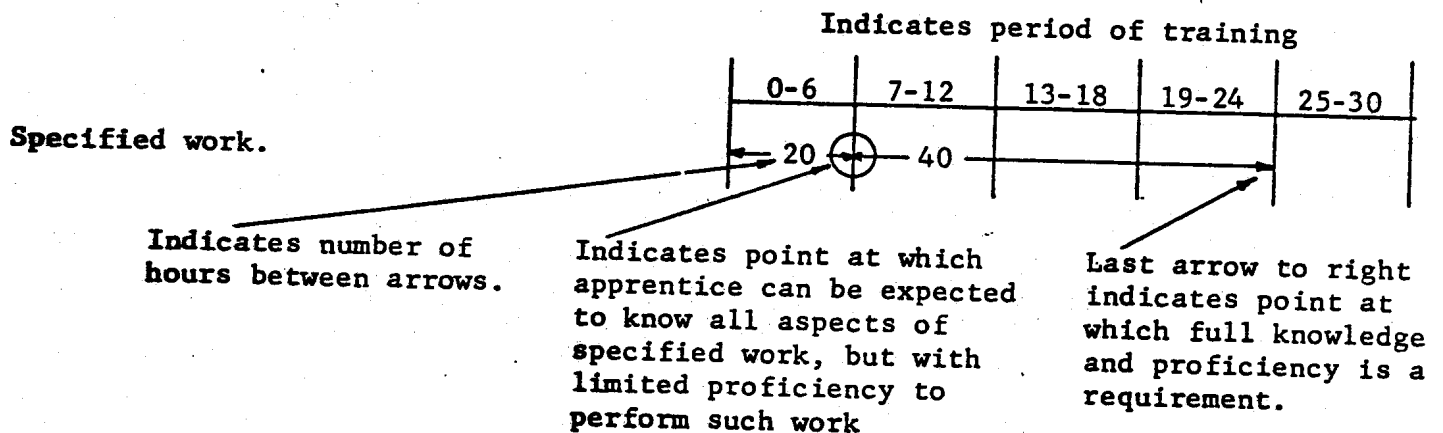 Indicates period of training
0-6 7-12 13-18 19-24 25-30
Specified work.
20 40
Indicates number of
hours between arrows.
Indicates point at which
apprentice can be expected
to know all aspects of
specified work, but with
limited proficiency to
perform such work
Last arrow to right
indicates point at
which full knowledge
and proficiency is a
requirement.